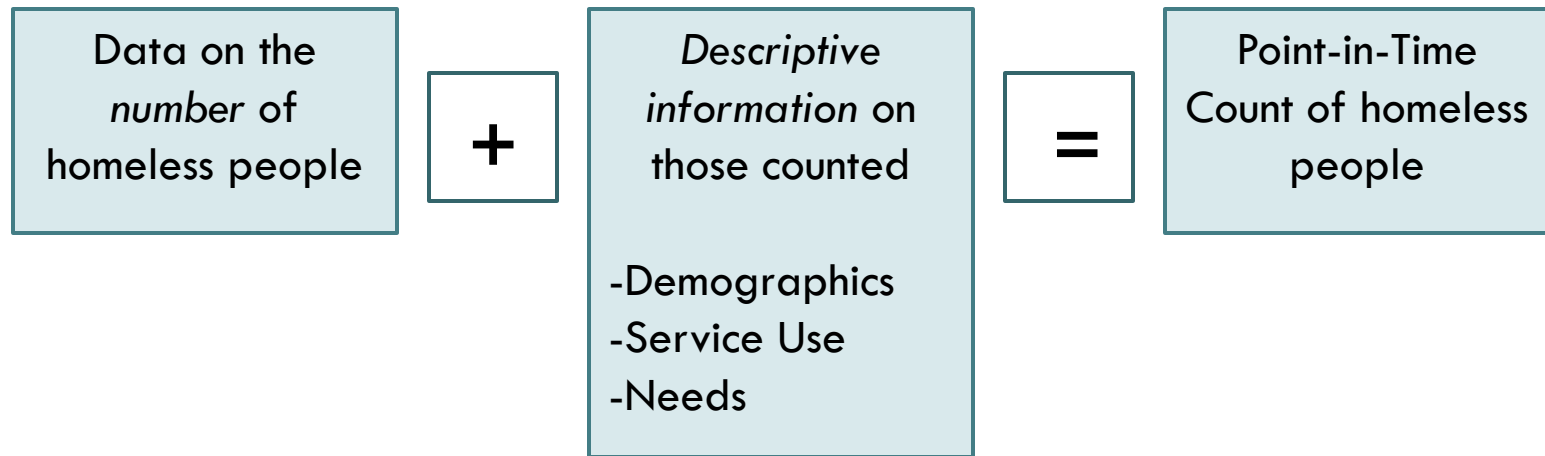 Data on the
number of
homeless people
+
Descriptive
information on
those counted
-Demographics
-Service Use
-Needs
=
Point-in-Time
Count of homeless
people